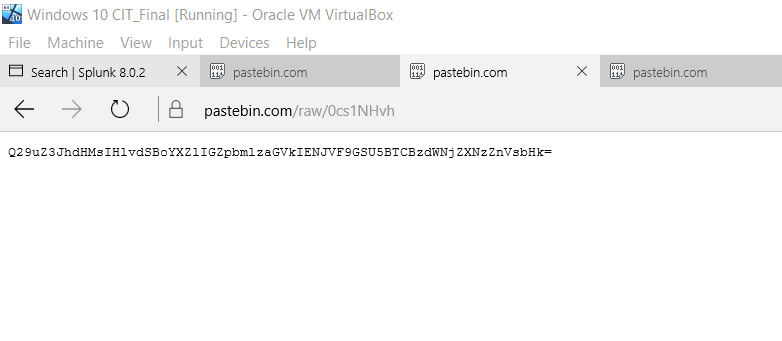 Windows 10 CIT_Final [Running] - Oracle VM VirtualBox
File Machine View Input Devices Help
Search | Splunk 8.0.2 pastebin.com pastebin.com pastebin.com
pastebin.com/raw/0cs1NHvh
Q29uZ3JhdHMsIHlvdSBoYXZlIGZpbmlzaGVkIENJVF9GSU5BTCBzdWNjZXNzZnVsbHk=